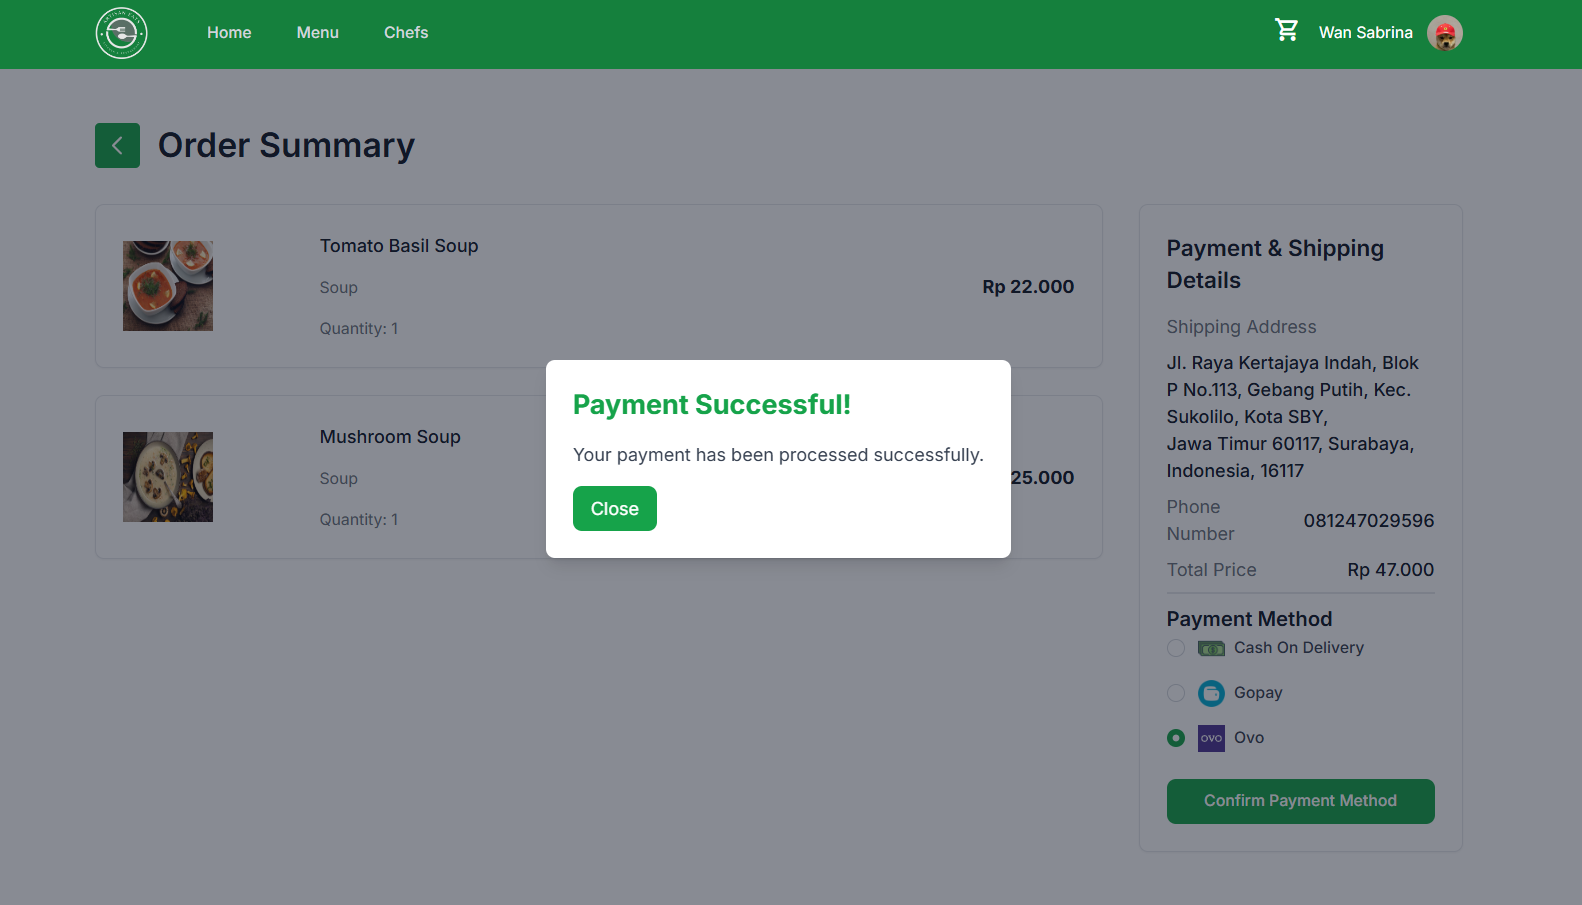 ARTISAN EATS
Home
Menu
Chefs
Wan Sabrina
Order Summary
Tomato Basil Soup
Soup
Quantity: 1
Rp 22.000
Mushroom Soup
Soup
Quantity: 1
25.000
Payment Successful!
Your payment has been processed successfully.
Close
Payment & Shipping
Details
Shipping Address
Jl. Raya Kertajaya Indah, Blok
P No.113, Gebang Putih, Kec.
Sukolilo, Kota SBY,
Jawa Timur 60117, Surabaya,
Indonesia, 16117
Phone
Number
081247029596
Total Price
Rp 47.000
Payment Method
Cash On Delivery
Gopay
OVO
Ovo
Confirm Payment Method